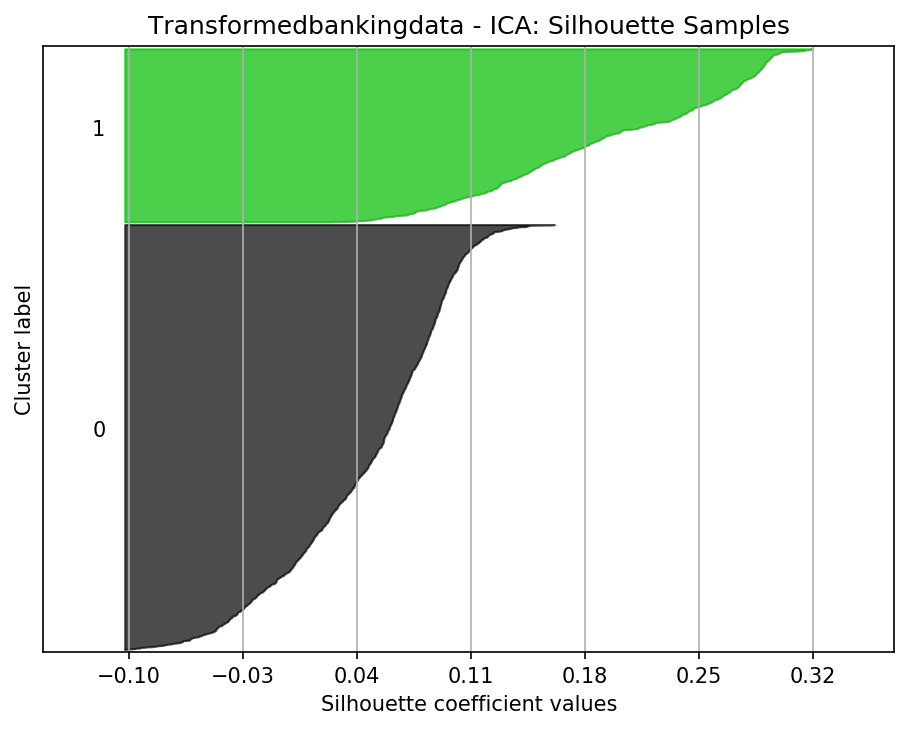 Transformedbankingdata - ICA: Silhouette Samples
1
Cluster label
0
−0.10 −0.03 0.04 0.11 0.18 0.25 0.32
Silhouette coefficient values